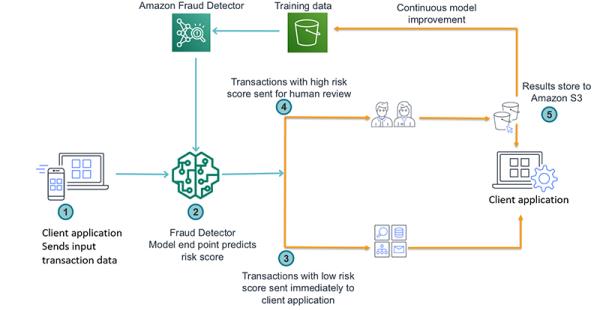 Amazon Fraud Detector
Training data
Continuous model
improvement
Transactions with high risk
score sent for human review
4
Results store to
Amazon S3
5
1
Client application
Sends input
transaction data
2
Fraud Detector
Model end point predicts
risk score
Client application
3
Transactions with low risk
score sent immediately to
client application